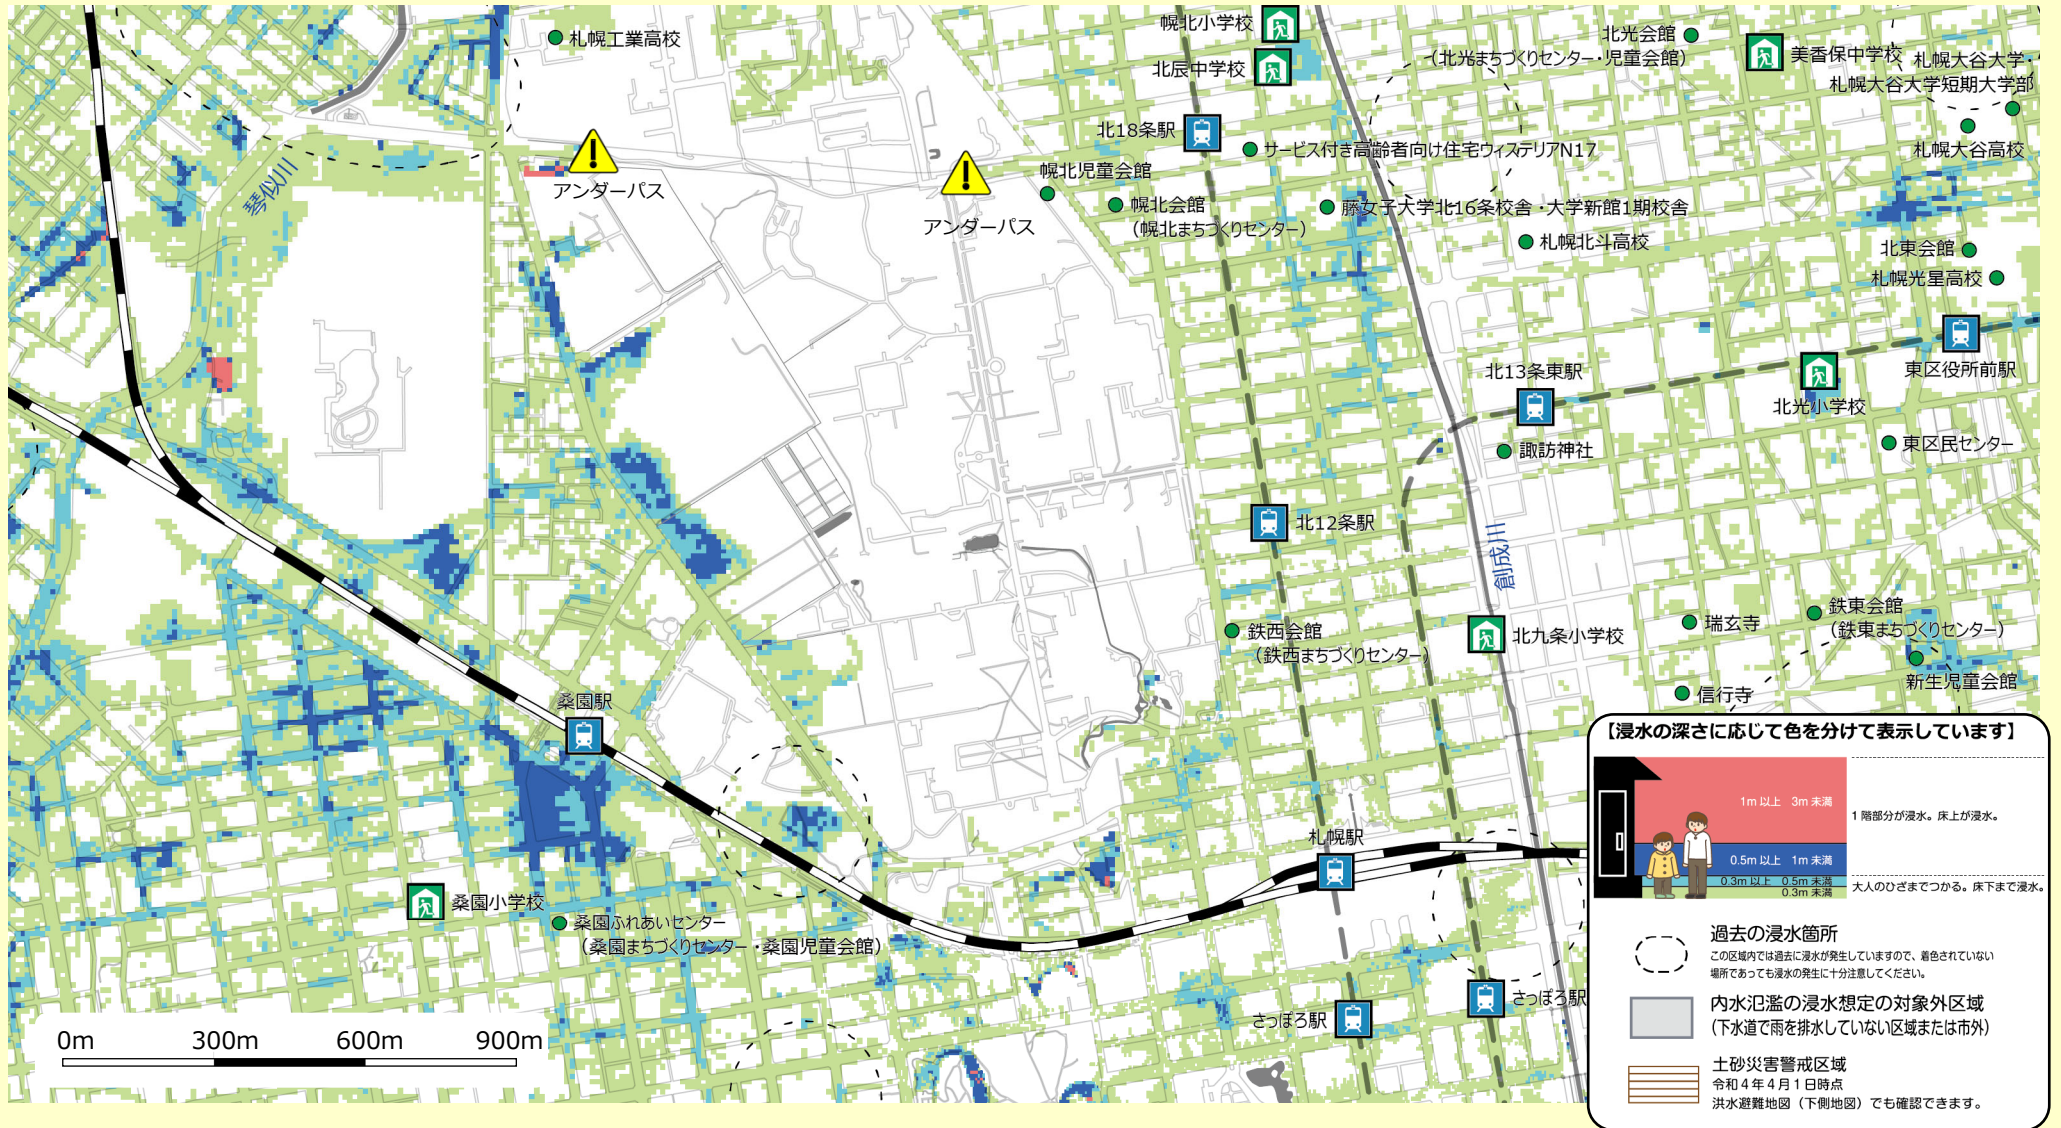 幌北小学校
北辰中学校
札幌工業高校
北光会館
（北光まちづくりセンター・児童会館）
美香保中学校
札幌大谷大学・
札幌大谷大学短期大学部
札幌大谷高校
北18条駅
サービス付き高齢者向け住宅ウィステリアN17
アンダーパス
アンダーパス
琴似川
幌北児童会館
幌北会館
（幌北まちづくりセンター）
藤女子大学北16条校舎・大学新館1期校舎
札幌北斗高校
北東会館
札幌光星高校
東区役所前駅
北13条東駅
北光小学校
諏訪神社
東区民センター
北12条駅
創成川
鉄西会館
（鉄西まちづくりセンター）
北九条小学校
瑞玄寺
鉄東会館
（鉄東まちづくりセンター）
新生児童会館
信行寺
桑園駅
札幌駅
桑園小学校
桑園ふれあいセンター
（桑園まちづくりセンター・桑園児童会館）
さっぽろ駅
さっぽろ駅
0m 300m 600m 900m
【浸水の深さに応じて色を分けて表示しています】
1m 以上 3m 未満
1階部分が浸水。床上が浸水。
0.5m 以上 1m 未満
0.3m 以上 0.5m 未満
0.3m 未満
大人のひざまでつかる。床下まで浸水。
過去の浸水箇所
この区域内では過去に浸水が発生していますので、着色されていない
場所であっても浸水の発生に十分注意してください。
内水氾濫の浸水想定の対象外区域
(下水道で雨を排水していない区域または市外)
土砂災害警戒区域
令和4年4月1日時点
洪水避難地図（下側地図）でも確認できます。